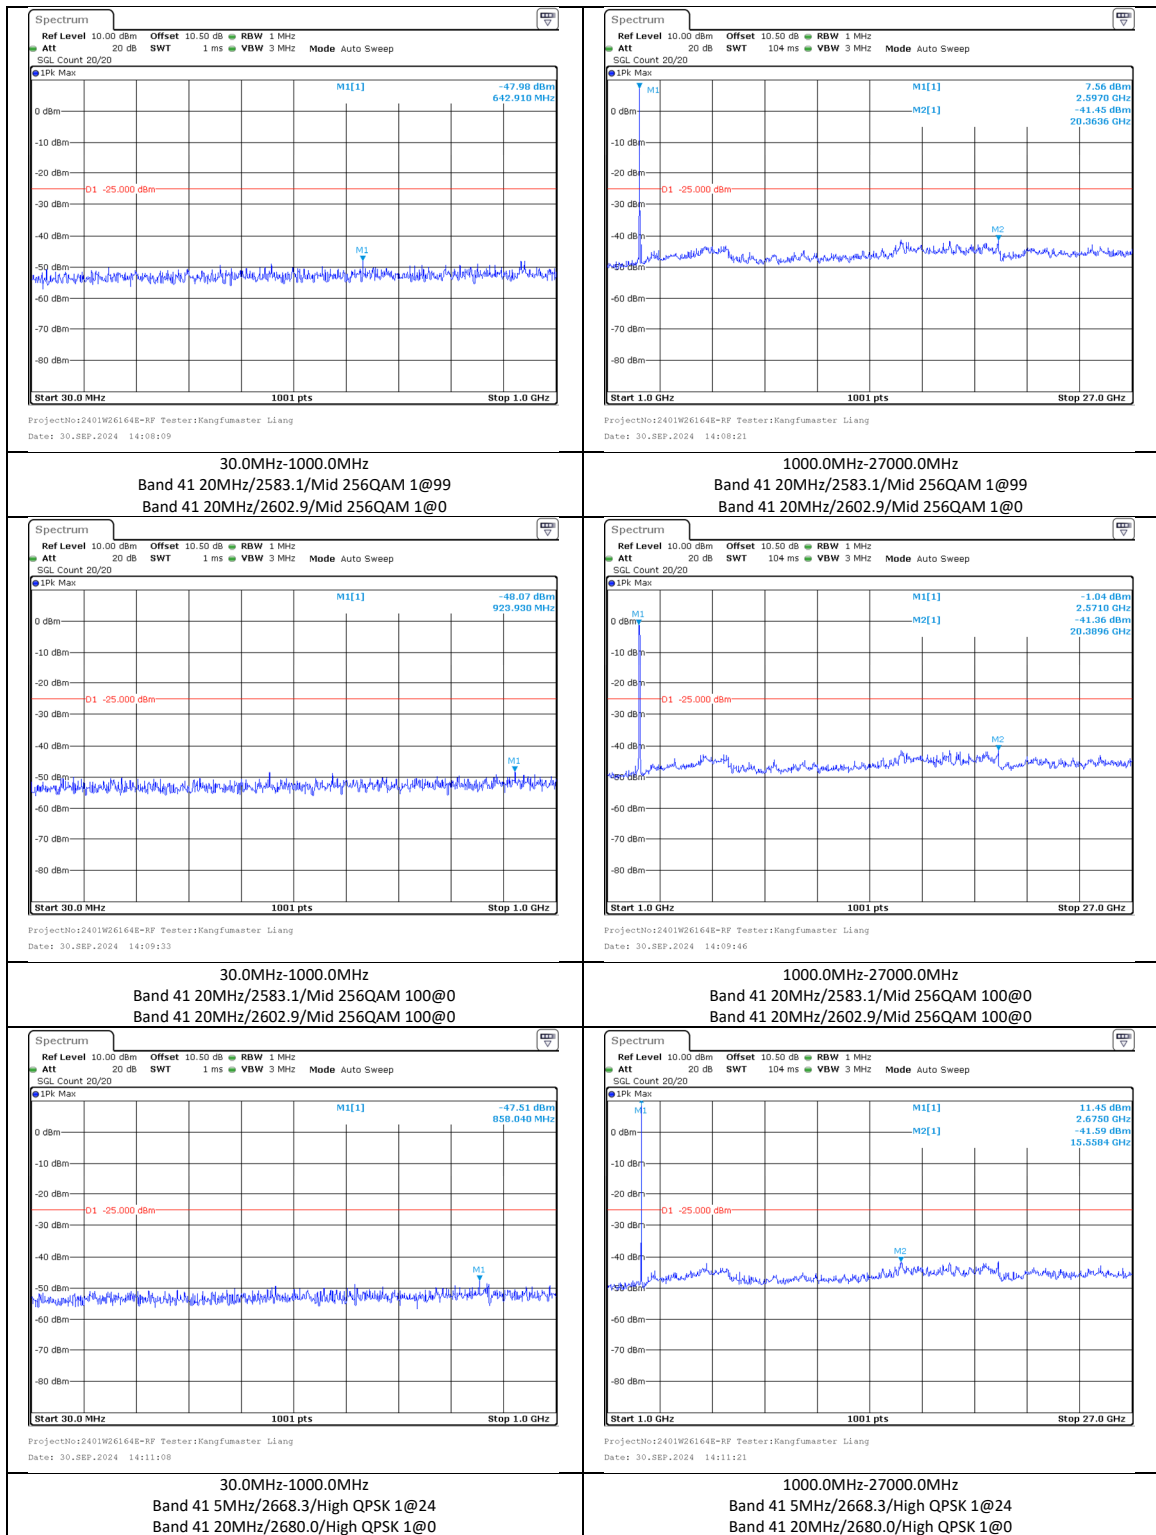 Spectrum
Ref Level 10.00 dBm Offset 10.50 dB RBW 1 MHz
Att 20 dB SWT 1 ms VBW 3 MHz Mode Auto Sweep
SGL Count 20/20
1Pk Max
M1[1] -47.98 dBm
642.910 MHz
0 dBm
-10 dBm
-20 dBm
D1 -25.000 dBm
-30 dBm
-40 dBm
M1
-50 dBm
-60 dBm
-70 dBm
-80 dBm
Start 30.0 MHz 1001 pts Stop 1.0 GHz
ProjectNo:2401W26164E-RF Tester:Kangfumaster Liang
Date: 30.SEP.2024 14:08:09
30.0MHz-1000.0MHz
Band 41 20MHz/2583.1/Mid 256QAM 1@99
Band 41 20MHz/2602.9/Mid 256QAM 1@0
Spectrum
Ref Level 10.00 dBm Offset 10.50 dB RBW 1 MHz
Att 20 dB SWT 104 ms VBW 3 MHz Mode Auto Sweep
SGL Count 20/20
1Pk Max
M1
M1[1] 7.56 dBm
2.5970 GHz
M2[1] -41.45 dBm
20.3636 GHz
0 dBm
-10 dBm
-20 dBm
D1 -25.000 dBm
-30 dBm
-40 dBm
M2
-50 dBm
-60 dBm
-70 dBm
-80 dBm
Start 1.0 GHz 1001 pts Stop 27.0 GHz
ProjectNo:2401W26164E-RF Tester:Kangfumaster Liang
Date: 30.SEP.2024 14:08:21
1000.0MHz-27000.0MHz
Band 41 20MHz/2583.1/Mid 256QAM 1@99
Band 41 20MHz/2602.9/Mid 256QAM 1@0
Spectrum
Ref Level 10.00 dBm Offset 10.50 dB RBW 1 MHz
Att 20 dB SWT 1 ms VBW 3 MHz Mode Auto Sweep
SGL Count 20/20
1Pk Max
M1[1] -48.07 dBm
923.930 MHz
0 dBm
-10 dBm
-20 dBm
D1 -25.000 dBm
-30 dBm
-40 dBm
M1
-50 dBm
-60 dBm
-70 dBm
-80 dBm
Start 30.0 MHz 1001 pts Stop 1.0 GHz
ProjectNo:2401W26164E-RF Tester:Kangfumaster Liang
Date: 30.SEP.2024 14:09:33
30.0MHz-1000.0MHz
Band 41 20MHz/2583.1/Mid 256QAM 100@0
Band 41 20MHz/2602.9/Mid 256QAM 100@0
Spectrum
Ref Level 10.00 dBm Offset 10.50 dB RBW 1 MHz
Att 20 dB SWT 104 ms VBW 3 MHz Mode Auto Sweep
SGL Count 20/20
1Pk Max
M1[1] -1.04 dBm
2.5710 GHz
M1
0 dBm
M2[1] -41.36 dBm
20.3896 GHz
-10 dBm
-20 dBm
D1 -25.000 dBm
-30 dBm
-40 dBm
M2
-50 dBm
-60 dBm
-70 dBm
-80 dBm
Start 1.0 GHz 1001 pts Stop 27.0 GHz
ProjectNo:2401W26164E-RF Tester:Kangfumaster Liang
Date: 30.SEP.2024 14:09:46
1000.0MHz-27000.0MHz
Band 41 20MHz/2583.1/Mid 256QAM 100@0
Band 41 20MHz/2602.9/Mid 256QAM 100@0
Spectrum
Ref Level 10.00 dBm Offset 10.50 dB RBW 1 MHz
Att 20 dB SWT 1 ms VBW 3 MHz Mode Auto Sweep
SGL Count 20/20
1Pk Max
M1[1] -47.51 dBm
858.040 MHz
0 dBm
-10 dBm
-20 dBm
D1 -25.000 dBm
-30 dBm
-40 dBm
M1
-50 dBm
-60 dBm
-70 dBm
-80 dBm
Start 30.0 MHz 1001 pts Stop 1.0 GHz
ProjectNo:2401W26164E-RF Tester:Kangfumaster Liang
Date: 30.SEP.2024 14:11:08
30.0MHz-1000.0MHz
Band 41 5MHz/2668.3/High QPSK 1@24
Band 41 20MHz/2680.0/High QPSK 1@0
Spectrum
Ref Level 10.00 dBm Offset 10.50 dB RBW 1 MHz
Att 20 dB SWT 104 ms VBW 3 MHz Mode Auto Sweep
SGL Count 20/20
1Pk Max
M1
M1[1] 11.45 dBm
2.6750 GHz
M2[1] -41.59 dBm
15.5584 GHz
0 dBm
-10 dBm
-20 dBm
D1 -25.000 dBm
-30 dBm
-40 dBm
M2
-50 dBm
-60 dBm
-70 dBm
-80 dBm
Start 1.0 GHz 1001 pts Stop 27.0 GHz
ProjectNo:2401W26164E-RF Tester:Kangfumaster Liang
Date: 30.SEP.2024 14:11:21
1000.0MHz-27000.0MHz
Band 41 5MHz/2668.3/High QPSK 1@24
Band 41 20MHz/2680.0/High QPSK 1@0